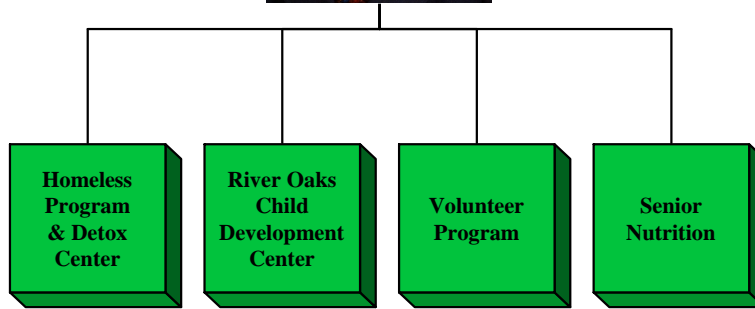 Homeless
Program
& Detox
Center
River Oaks
Child
Development
Center
Volunteer
Program
Senior
Nutrition